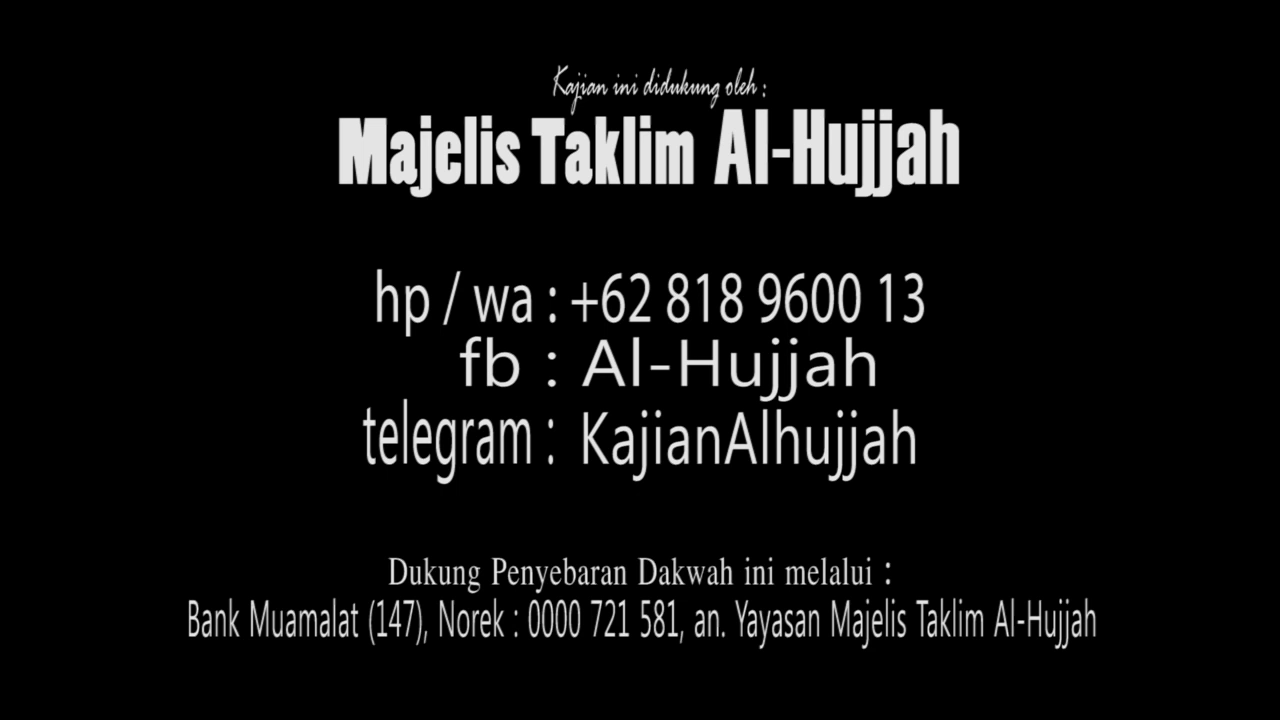 Kajian ini didukung oleh :
Majelis Taklim Al-Hujjah
hp / wa : +62 818 9600 13
fb : Al-Hujjah
telegram : KajianAlhujjah
Dukung Penyebaran Dakwah ini melalui :
Bank Muamalat (147), Norek : 0000 721 581, an. Yayasan Majelis Taklim Al-Hujjah